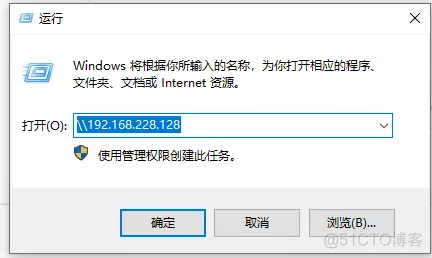 运行
Windows 将根据你所输入的名称，为你打开相应的程序、
文件夹、文档或 Internet 资源。
打开(O):
\\192.168.228.128
使用管理权限创建此任务。
确定
取消
浏览(B)...
@51CTO博客